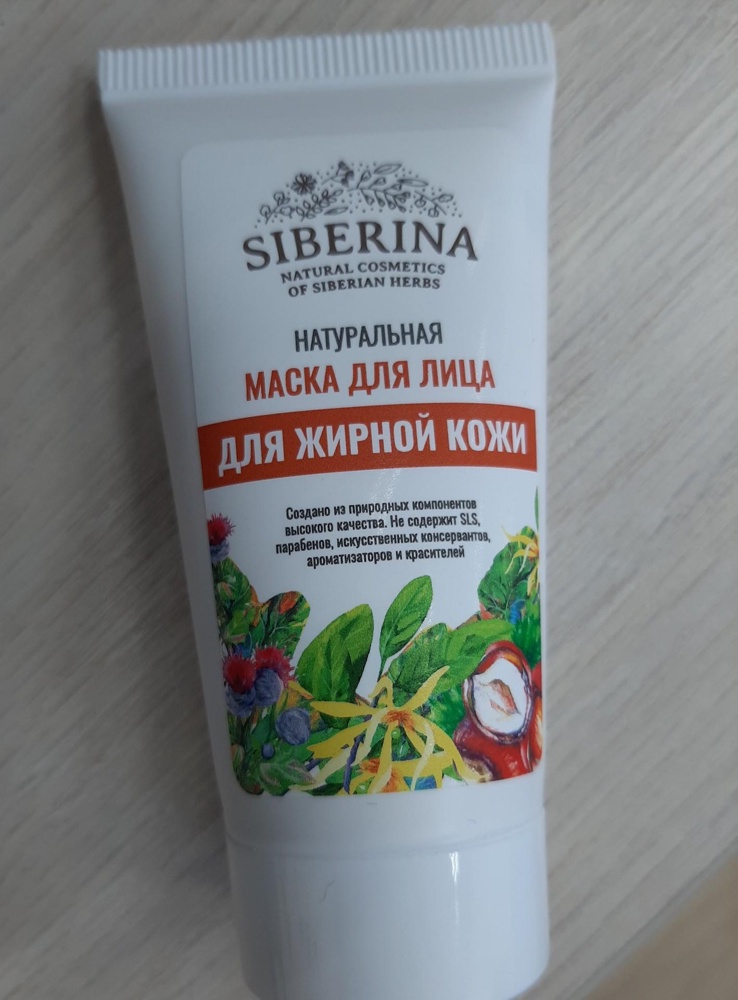 SIBERINA
NATURAL COSMETICS
OF SIBERIAN HERBS
НАТУРАЛЬНАЯ
МАСКА ДЛЯ ЛИЦА
ДЛЯ ЖИРНОЙ КОЖИ
Создано из природных компонентов
высокого качества. Не содержит SLS,
парабенов, искусственных консервантов,
ароматизаторов и красителей